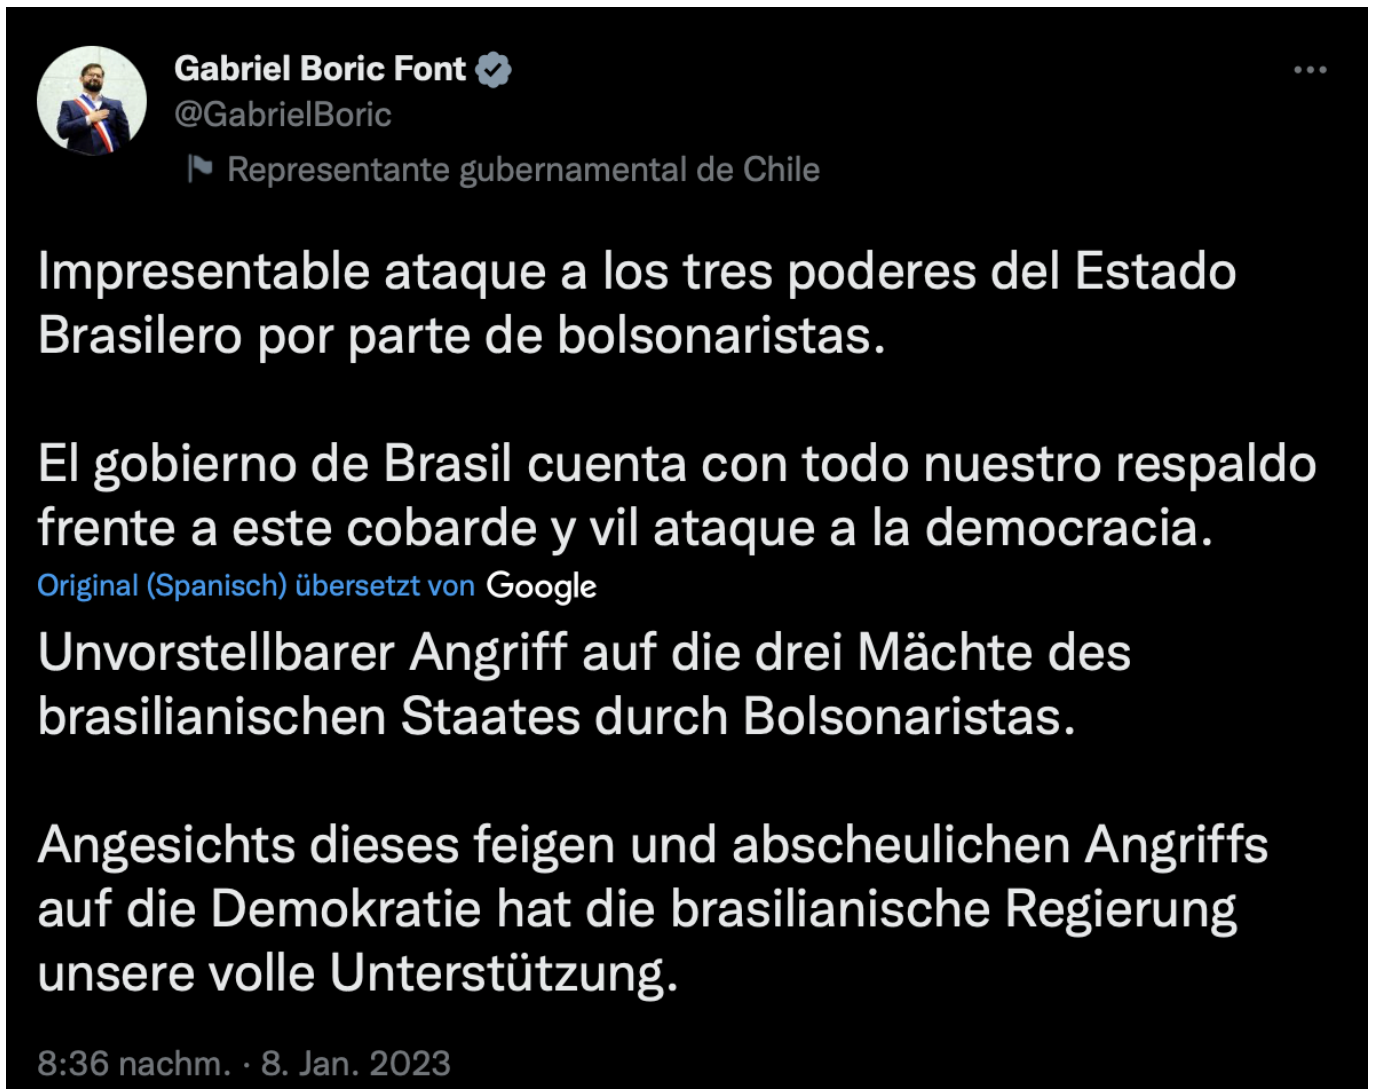 Gabriel Boric Font
@GabrielBoric
Representante gubernamental de Chile
Impresentable ataque a los tres poderes del Estado
Brasilero por parte de bolsonaristas.
El gobierno de Brasil cuenta con todo nuestro respaldo
frente a este cobarde y vil ataque a la democracia.
Original (Spanisch) übersetzt von Google
Unvorstellbarer Angriff auf die drei Mächte des
brasilianischen Staates durch Bolsonaristas.
Angesichts dieses feigen und abscheulichen Angriffs
auf die Demokratie hat die brasilianische Regierung
unsere volle Unterstützung.
8:36 nachm. · 8. Jan. 2023